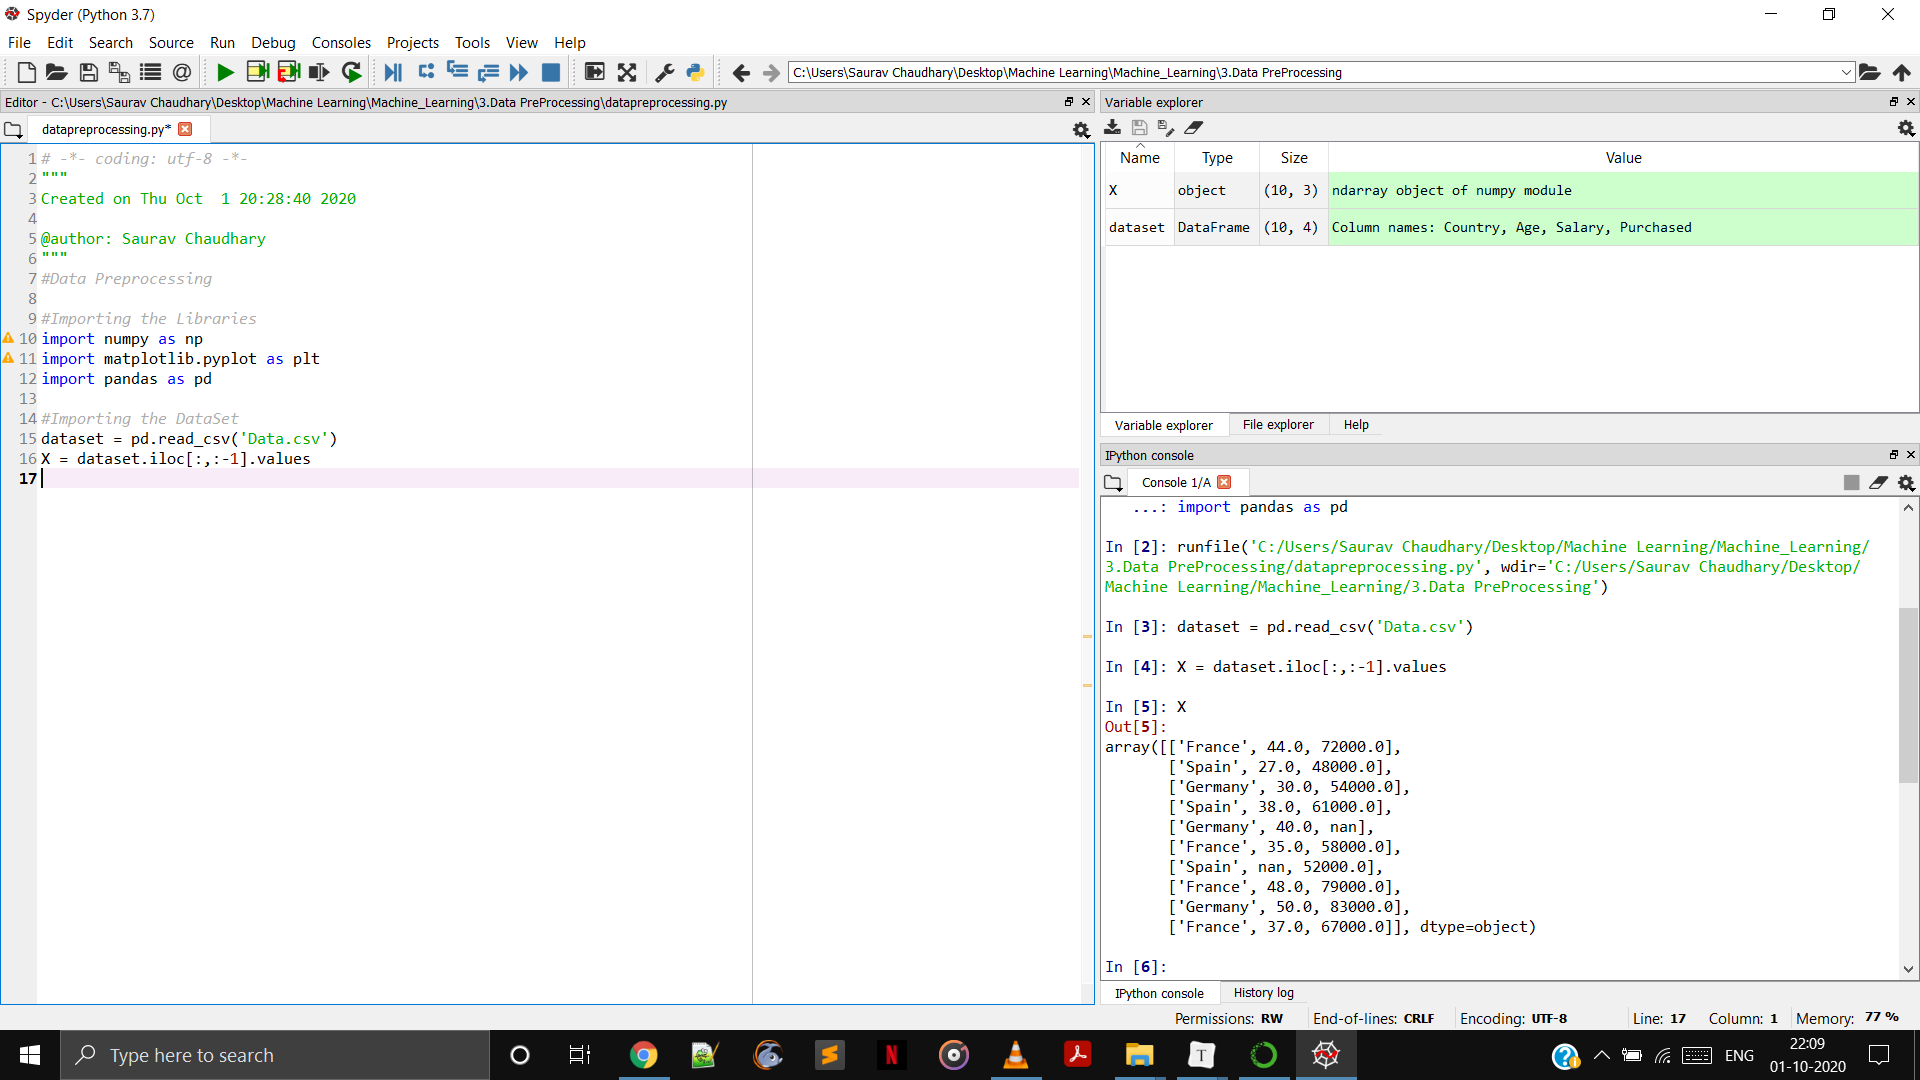 Spyder (Python 3.7)
File Edit Search Source Run Debug Consoles Projects Tools View Help
C:\Users\Saurav Chaudhary\Desktop\Machine Learning\Machine_Learning\3.Data PreProcessing
Editor - C:\Users\Saurav Chaudhary\Desktop\Machine Learning\Machine_Learning\3.Data PreProcessing\datapreprocessing.py
datapreprocessing.py*
1 # -*- coding: utf-8 -*-
2 """
3 Created on Thu Oct  1 20:28:40 2020
4
5 @author: Saurav Chaudhary
6 """
7 #Data Preprocessing
8
9 #Importing the Libraries
10 import numpy as np
11 import matplotlib.pyplot as plt
12 import pandas as pd
13
14 #Importing the DataSet
15 dataset = pd.read_csv('Data.csv')
16 X = dataset.iloc[:,:-1].values
17
Variable explorer
Name Type Size Value
X object (10, 3) ndarray object of numpy module
dataset DataFrame (10, 4) Column names: Country, Age, Salary, Purchased
Variable explorer File explorer Help
IPython console
Console 1/A
...: import pandas as pd
In [2]: runfile('C:/Users/Saurav Chaudhary/Desktop/Machine Learning/Machine_Learning/
3.Data PreProcessing/datapreprocessing.py', wdir='C:/Users/Saurav Chaudhary/Desktop/
Machine Learning/Machine_Learning/3.Data PreProcessing')
In [3]: dataset = pd.read_csv('Data.csv')
In [4]: X = dataset.iloc[:,:-1].values
In [5]: X
Out[5]:
array([['France', 44.0, 72000.0],
['Spain', 27.0, 48000.0],
['Germany', 30.0, 54000.0],
['Spain', 38.0, 61000.0],
['Germany', 40.0, nan],
['France', 35.0, 58000.0],
['Spain', nan, 52000.0],
['France', 48.0, 79000.0],
['Germany', 50.0, 83000.0],
['France', 37.0, 67000.0]], dtype=object)
In [6]:
IPython console History log
Permissions: RW End-of-lines: CRLF Encoding: UTF-8 Line: 17 Column: 1 Memory: 77 %
Type here to search
ENG
22:09
01-10-2020